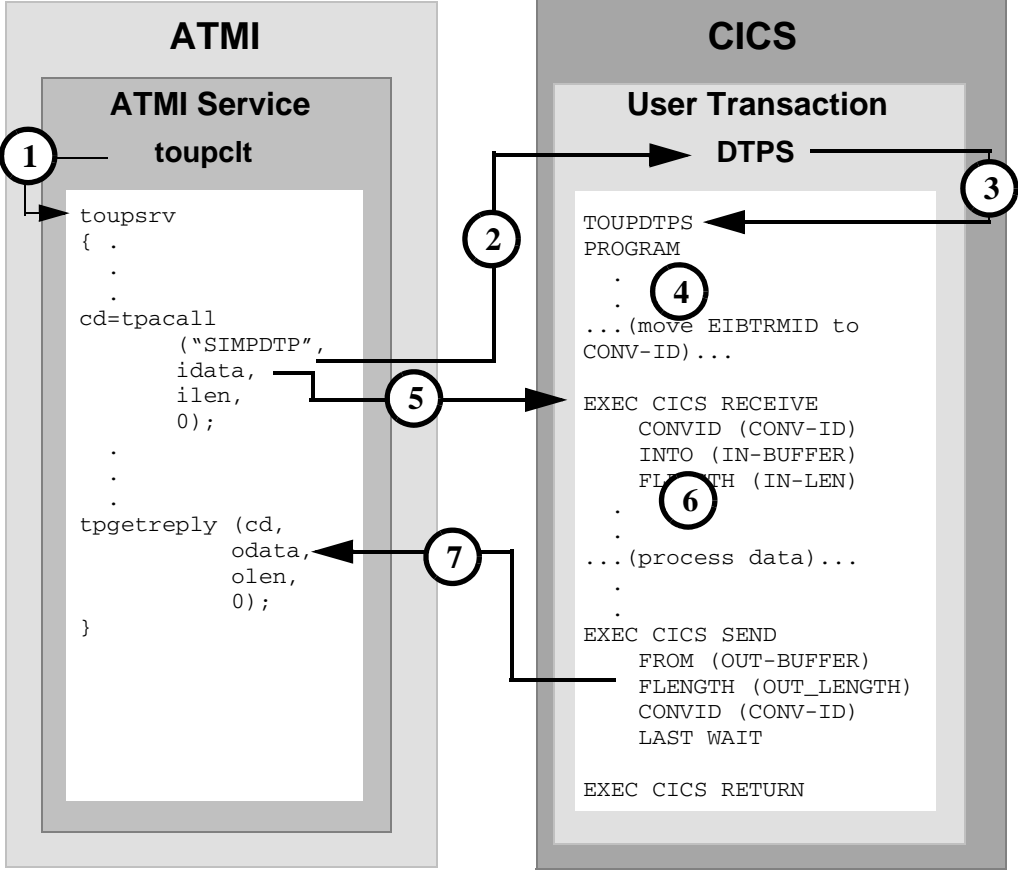 ATMI
ATMI Service
toupclt
1
toupsrv
{ .
.
.
cd=tpacall
(“SIMPDTP”,
idata,
ilen,
0);
.
.
.
tpgetreply (cd,
odata,
olen,
0);
}
2
5
7
CICS
User Transaction
DTPS
3
TOUPDTPS
PROGRAM
.
.
4
...(move EIBTRMID to
CONV-ID)...
EXEC CICS RECEIVE
CONVID (CONV-ID)
INTO (IN-BUFFER)
FLENGTH (IN-LEN)
6
.
.
...(process data)...
.
.
EXEC CICS SEND
FROM (OUT-BUFFER)
FLENGTH (OUT_LENGTH)
CONVID (CONV-ID)
LAST WAIT
EXEC CICS RETURN